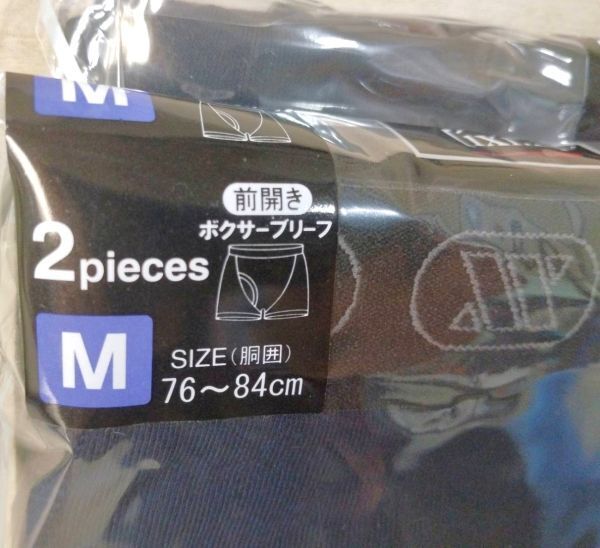 M
前開き
ボクサーブリーフ
2pieces
M
SIZE(胴囲)
76～84cm